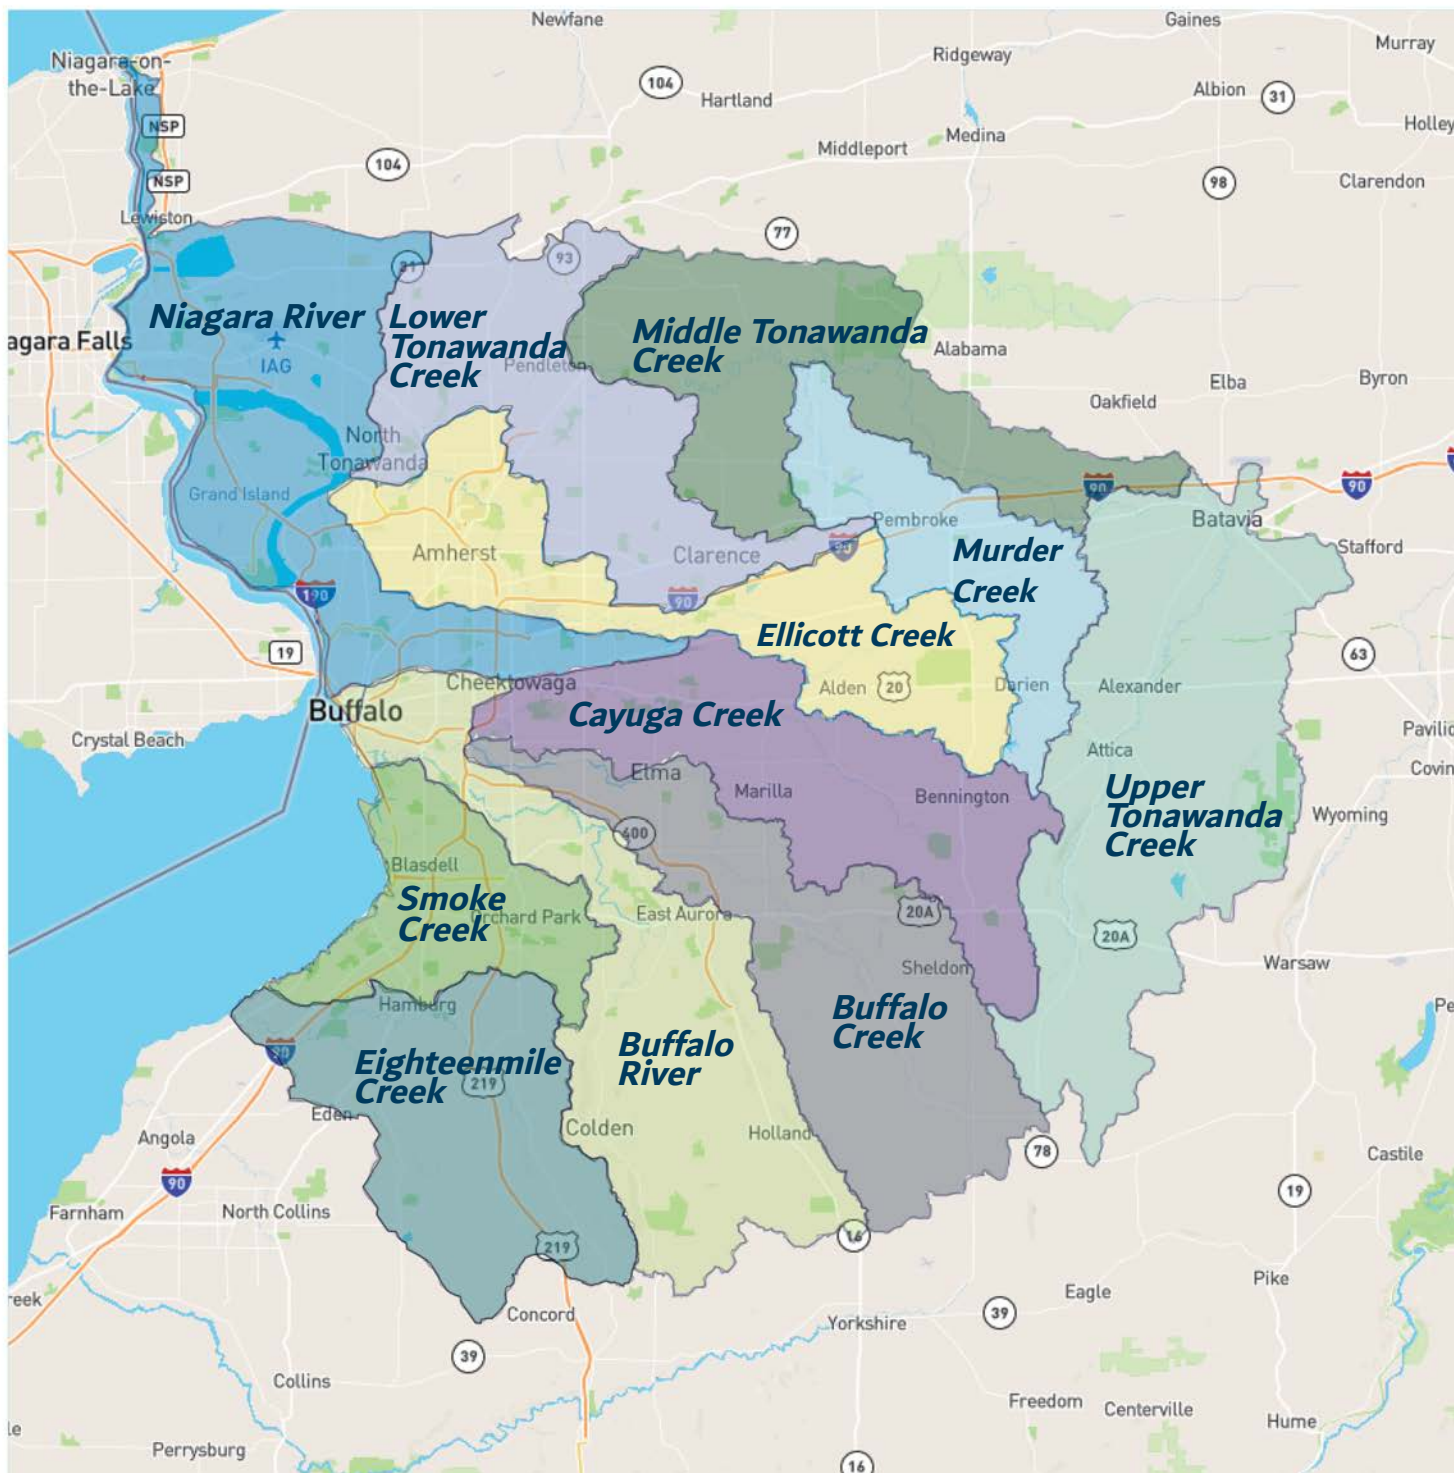 Newfane
Gaines
Murray
Niagara-on-
the-Lake
Ridgeway
104
Hartland
Albion
31
Holley
NSP
Medina
Middleport
104
NSP
98
Clarendon
Lewiston
77
31
93
Niagara River
Lower
Tonawanda
Creek
Middle Tonawanda
Creek
agara Falls
IAG
Pendleton
Alabama
Elba
Byron
Oakfield
North
Tonawanda
Grand Island
90
90
Pembroke
Batavia
Amherst
Clarence
90
Murder
Creek
Stafford
190
90
Ellicott Creek
19
63
Cheektowaga
Alden
20
Darien
Alexander
Buffalo
Cayuga Creek
Crystal Beach
Attica
Pavilio
Covin
Elma
Marilla
Bennington
Upper
Tonawanda
Creek
Wyoming
400
Blasdell
Smoke
Creek
Orchard Park
East Aurora
20A
20A
Sheldon
Warsaw
Hamburg
Buffalo
Creek
Pe
90
Eighteenmile
Creek
219
Buffalo
River
Eden
Colden
Holland
Angola
78
Castile
90
19
Farnham
North Collins
219
16
Pike
reek
Concord
Eagle
Yorkshire
39
39
Collins
Freedom
Centerville
Hume
le
Perrysburg
16